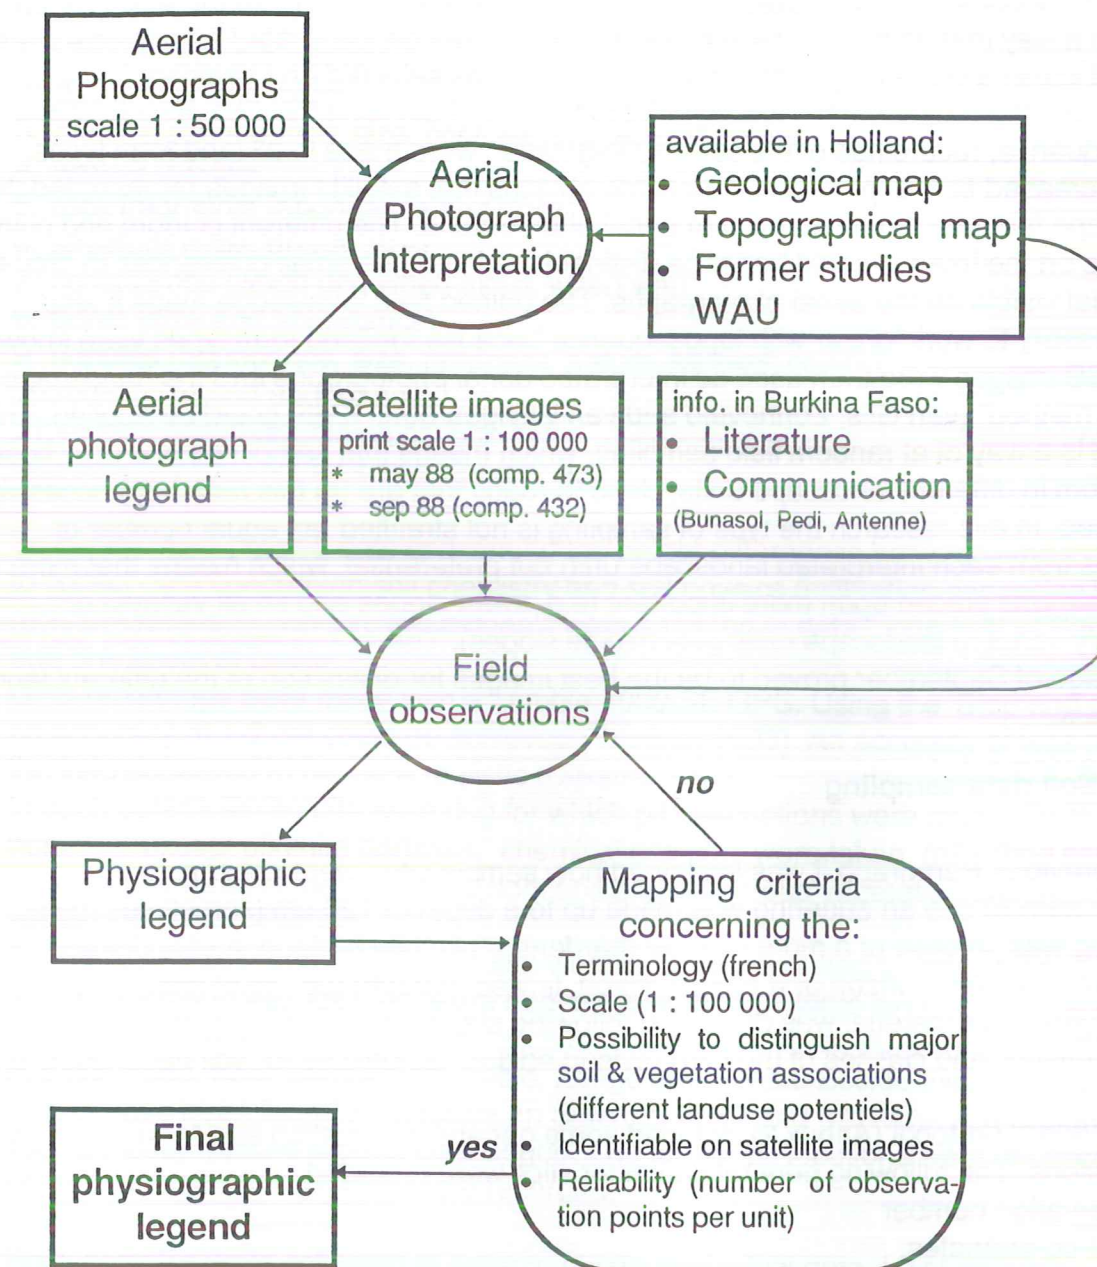 Aerial
Photographs
scale 1 : 50 000
Aerial
Photograph
Interpretation
available in Holland:
• Geological map
• Topographical map
• Former studies
WAU
Aerial
photograph
legend
Satellite images
print scale 1 : 100 000
* may 88 (comp. 473)
* sep 88 (comp. 432)
info. in Burkina Faso:
• Literature
• Communication
(Bunasol, Pedi, Antenne)
Field
observations
no
Physiographic
legend
Mapping criteria
concerning the:
• Terminology (french)
• Scale (1 : 100 000)
• Possibility to distinguish major
soil & vegetation associations
(different landuse potentiels)
• Identifiable on satellite images
• Reliability (number of observa-
tion points per unit)
yes
Final
physiographic
legend